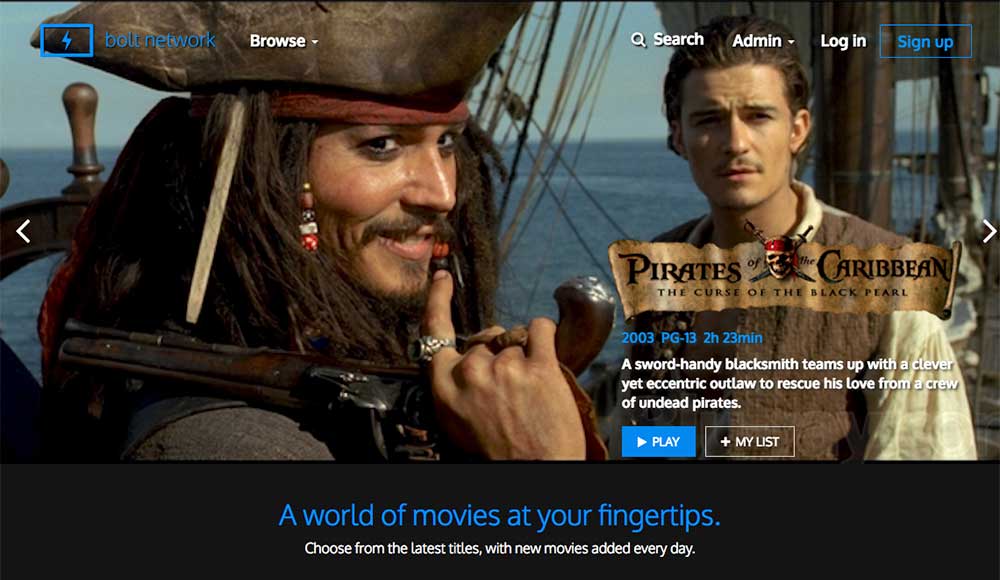 bolt network
Browse
Search
Admin
Log in
Sign up
PIRATES of the CARIBBEAN
THE CURSE OF THE BLACK PEARL
2003 PG-13 2h 23min
A sword-handy blacksmith teams up with a clever
yet eccentric outlaw to rescue his love from a crew
of undead pirates.
PLAY
+ MY LIST
A world of movies at your fingertips.
Choose from the latest titles, with new movies added every day.